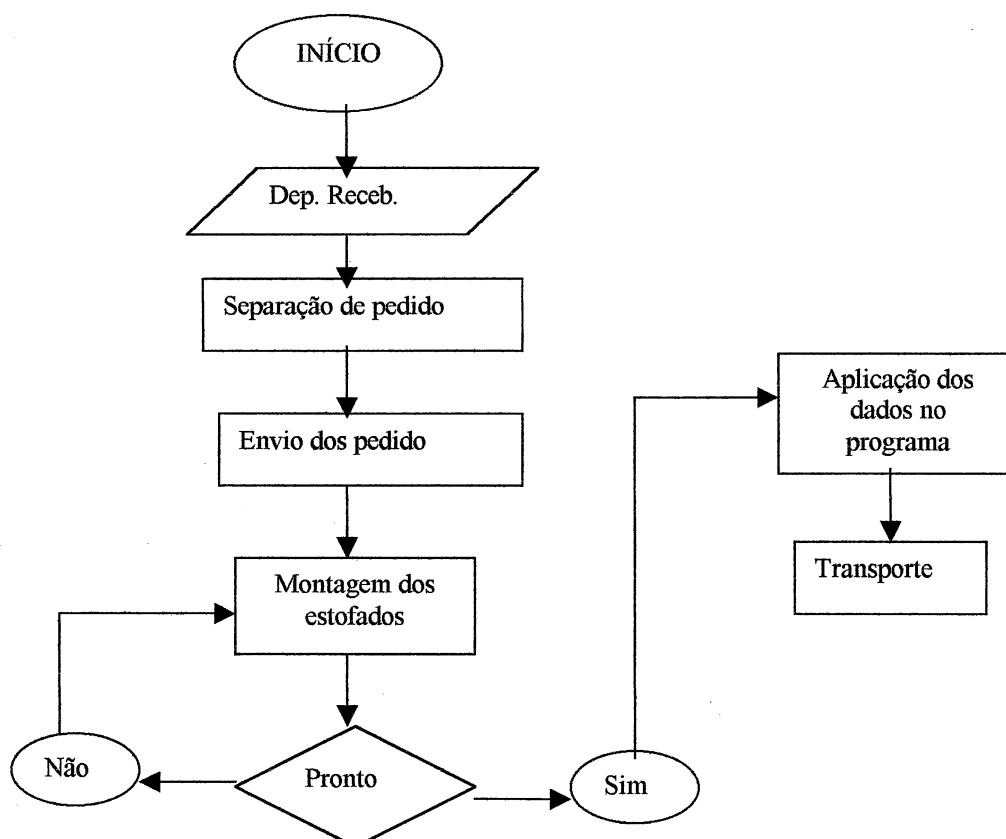 INÍCIO
Dep. Receb.
Separação de pedido
Envio dos pedido
Montagem dos
estofados
Pronto
Não
Sim
Aplicação dos
dados no
programa
Transporte